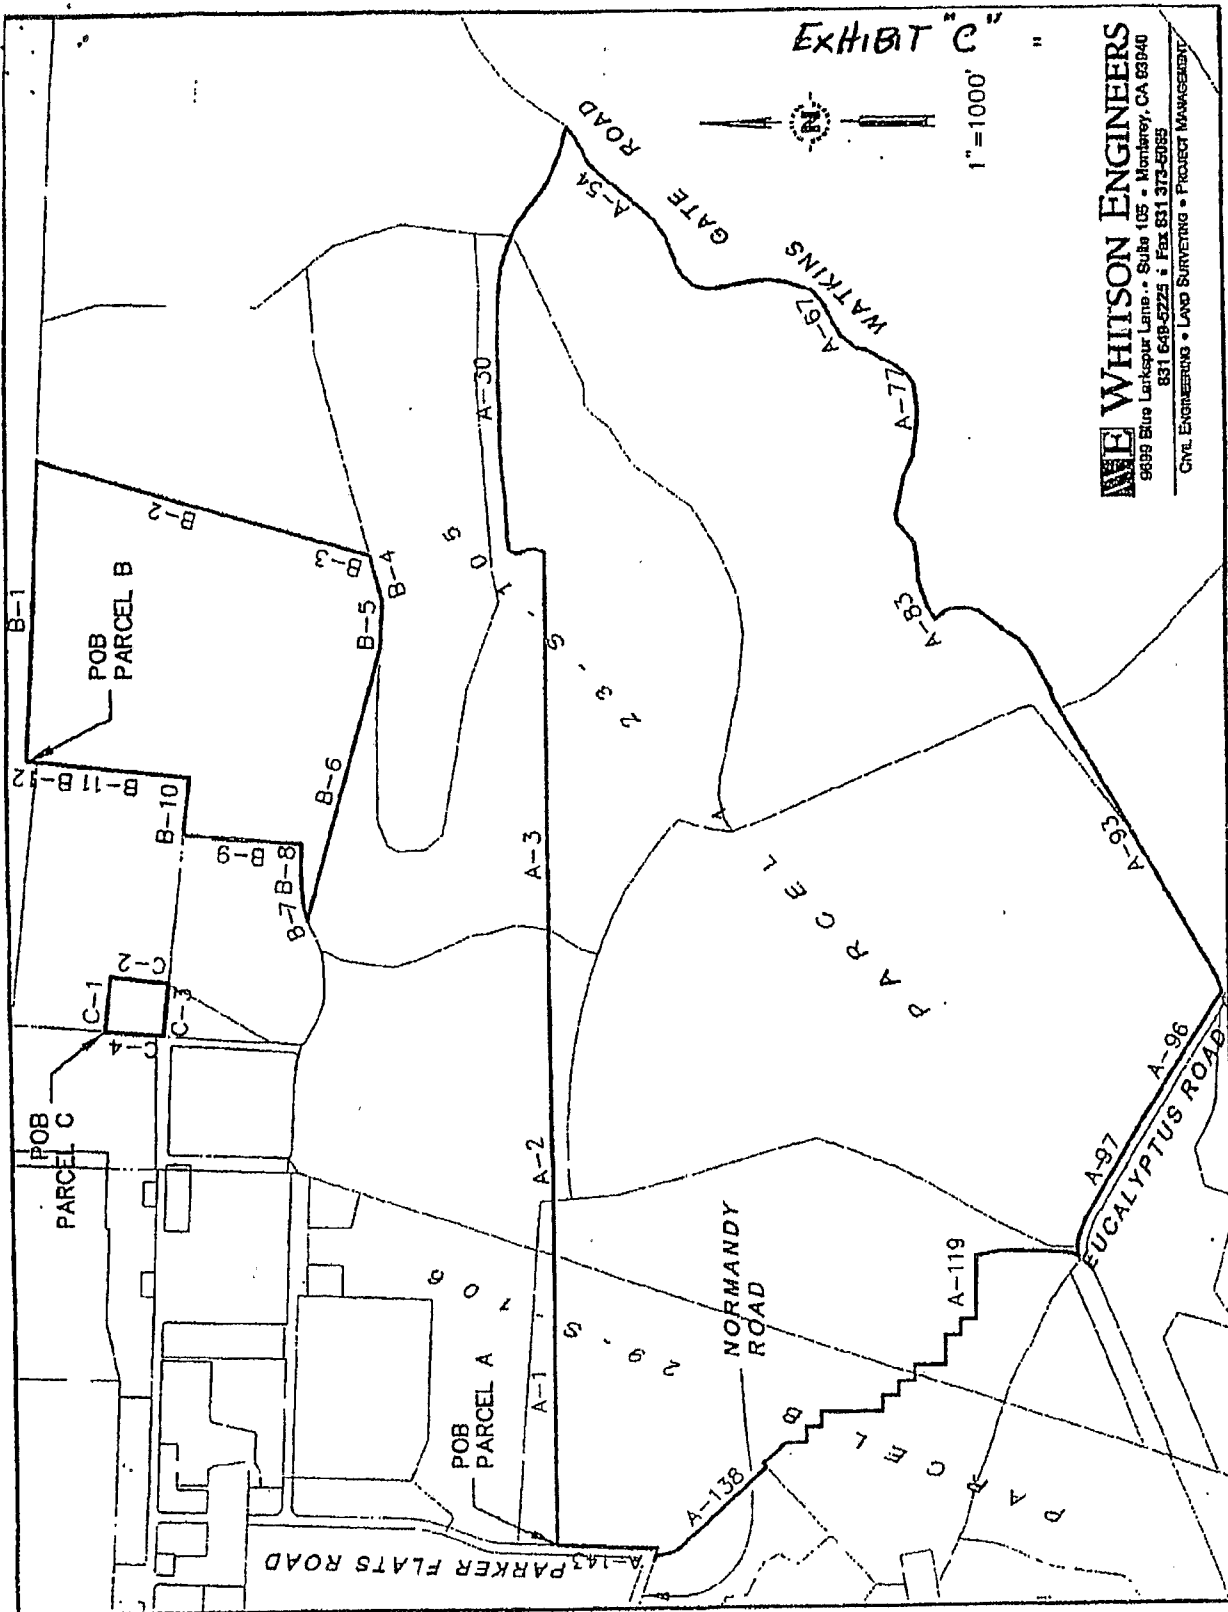 EXHIBIT "C"
1"=1000'
WHITSON ENGINEERS
9699 Blue Larkspur Lane • Suite 105 • Monterey, CA 93940
831 649-5225 • Fax 831 373-5065
CIVIL ENGINEERING • LAND SURVEYING • PROJECT MANAGEMENT
N
B-1
POB
PARCEL B
B-2
B-3
B-4
B-5
B-6
B-7
B-8
B-9
B-10
B-11
B-12
POB
PARCEL C
C-1
C-2
C-3
C-4
POB
PARCEL A
A-1
A-2
A-3
A-30
A-54
A-67
A-77
A-83
A-93
A-96
A-97
A-119
A-138
A-143
WATKINS GATE ROAD
EUCALYPTUS ROAD
NORMANDY
ROAD
PARKER FLATS ROAD
PARCEL A
PARCEL B